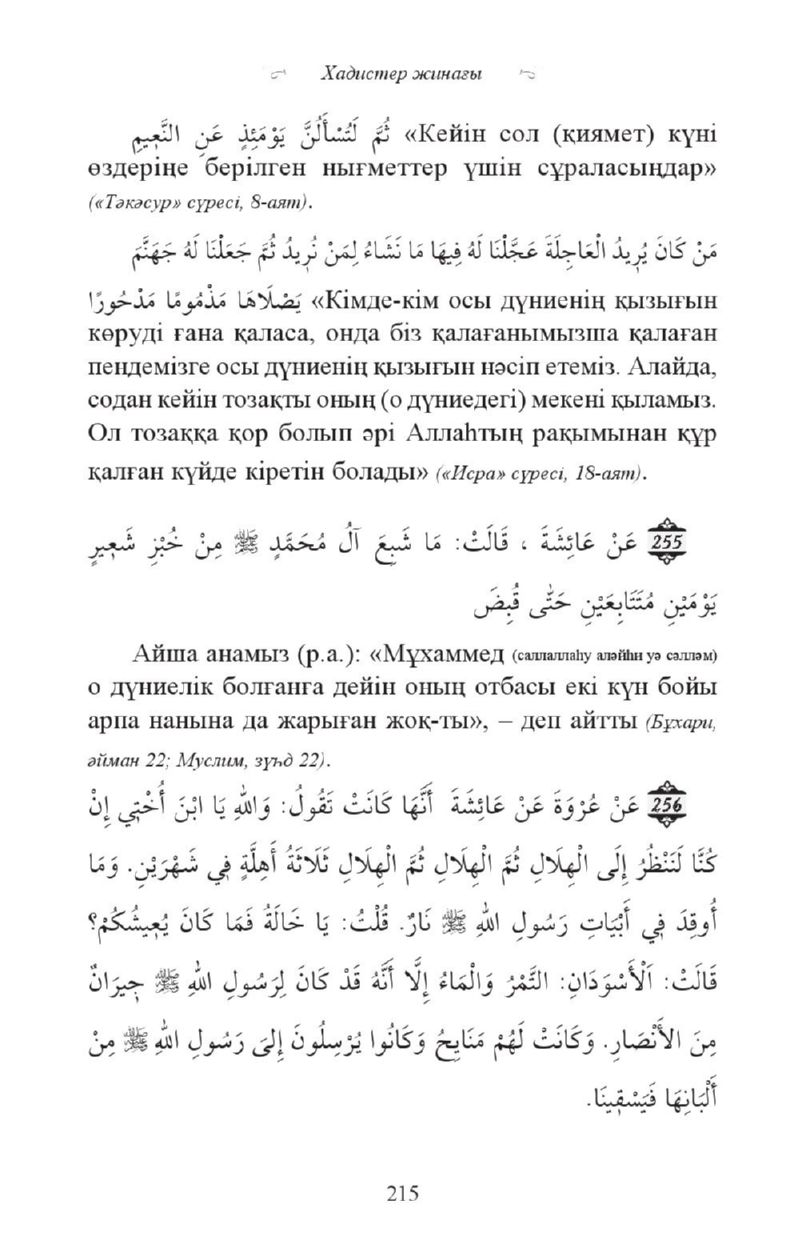 Хадистер жинағы
ثُمَّ لَتُسْأَلُنَّ يَوْمَئِذٍ عَنِ النَّعِيمِ «Кейін сол (қиямет) күні
өздеріңе берілген нығметтер үшін сұраласыңдар»
(«Тәкәсур» сүресі, 8-аят).
مَنْ كَانَ يُرِيدُ الْعَاجِلَةَ عَجَّلْنَا لَهُ فِيهَا مَا نَشَاءُ لِمَنْ نُرِيدُ ثُمَّ جَعَلْنَا لَهُ جَهَنَّمَ
يَصْلَاهَا مَذْمُومًا مَدْحُورًا «Кімде-кім осы дүниенің қызығын
көруді ғана қаласа, онда біз қалағанымызша қалаған
пендемізге осы дүниенің қызығын нәсіп етеміз. Алайда,
содан кейін тозақты оның (о дүниедегі) мекені қыламыз.
Ол тозаққа қор болып әрі Аллаһтың рақымынан құр
қалған күйде кіретін болады» («Исра» сүресі, 18-аят).
255 عَنْ عَائِشَةَ ، قَالَتْ: مَا شَبِعَ آلُ مُحَمَّدٍ ﷺ مِنْ خُبْزِ شَعِيرٍ
يَوْمَيْنِ مُتَتَابِعَيْنِ حَتَّى قُبِضَ
Айша анамыз (р.а.): «Мұхаммед (саллаллаһу аләйһи уә сәлләм)
о дүниелік болғанға дейін оның отбасы екі күн бойы
арпа нанына да жарыған жоқ-ты», – деп айтты (Бұхари,
әйман 22; Муслим, зүһд 22).
256 عَنْ عُرْوَةَ عَنْ عَائِشَةَ أَنَّهَا كَانَتْ تَقُولُ: وَاللهِ يَا ابْنَ أُخْتِي إِنْ
كُنَّا لَنَنْظُرُ إِلَى الْهِلَالِ ثُمَّ الْهِلَالِ ثُمَّ الْهِلَالِ ثَلَاثَةُ أَهِلَّةٍ فِي شَهْرَيْنِ. وَمَا
أُوقِدَ فِي أَبْيَاتِ رَسُولِ اللهِ ﷺ نَارٌ. قُلْتُ: يَا خَالَةُ فَمَا كَانَ يُعِيشُكُمْ؟
قَالَتْ: اَلْأَسْوَدَانِ: التَّمْرُ وَالْمَاءُ إِلَّا أَنَّهُ قَدْ كَانَ لِرَسُولِ اللهِ ﷺ جِيرَانٌ
مِنَ الأَنْصَارِ. وَكَانَتْ لَهُمْ مَنَايِحُ وَكَانُوا يُرْسِلُونَ إِلىَ رَسُولِ اللهِ ﷺ مِنْ
أَلْبَانِهَا فَيَسْقِينَا.
215